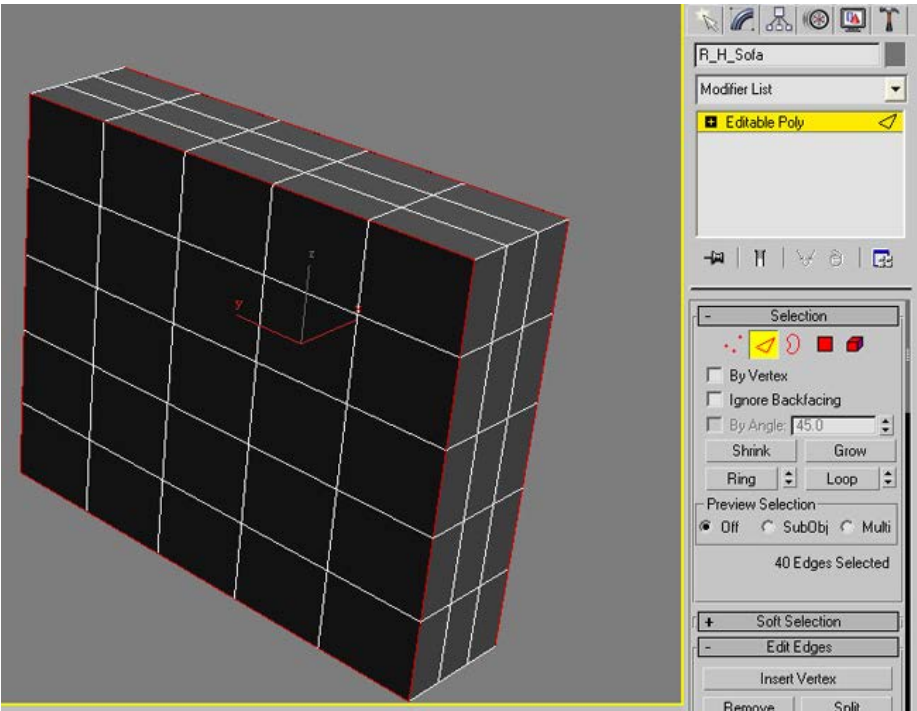 R_H_Sofa
Modifier List
Editable Poly
z
y
- Selection
By Vertex
Ignore Backfacing
By Angle: 45.0
Shrink Grow
Ring Loop
Preview Selection
Off SubObj Multi
40 Edges Selected
+ Soft Selection
- Edit Edges
Insert Vertex
Remove Split